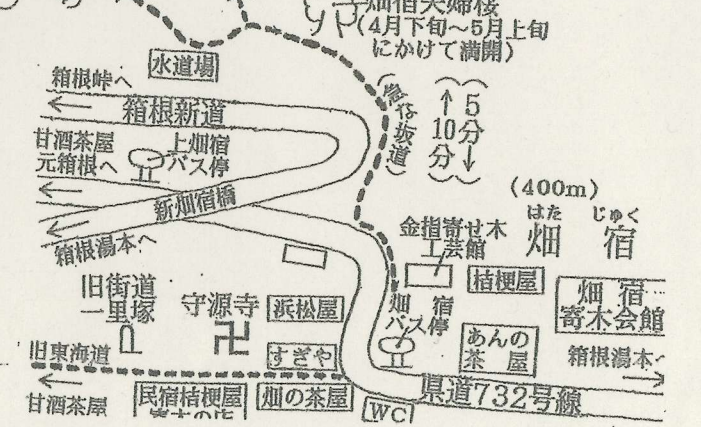 畑宿夫婦桜
(4月下旬〜5月上旬
にかけて満開)
水道場
箱根峠へ
←
箱根新道
甘酒茶屋
元箱根へ
←
上畑宿
バス停
新畑宿橋
箱根湯本へ
(急な坂道)
(5分↓)
(↑10分)
(400m)
はた じゅく
畑 宿
金指寄せ木
工芸館
桔梗屋
畑 宿
寄木会館
畑 宿
バス停
あんの
茶 屋
箱根湯本へ
→
旧街道
一里塚
守源寺
卍
浜松屋
すぎや
旧東海道
←
甘酒茶屋
民宿桔梗屋
畑の茶屋
WC
県道732号線